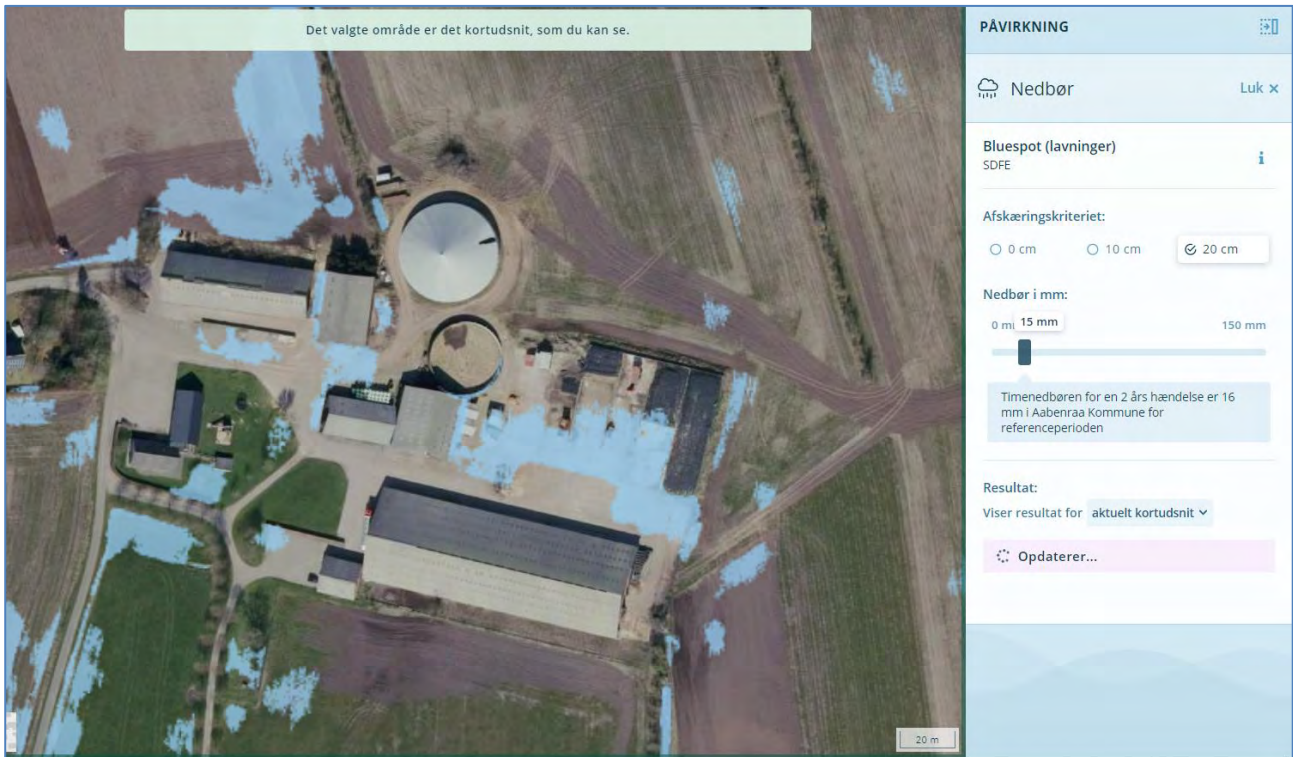 Det valgte område er det kortudsnit, som du kan se.
PÅVIRKNING
Nedbør
Luk ×
Bluespot (lavninger)
SDFE
i
Afskæringskriteriet:
0 cm 10 cm 20 cm
Nedbør i mm:
0 m 15 mm 150 mm
Timenedbøren for en 2 års hændelse er 16
mm i Aabenraa Kommune for
referenceperioden
Resultat:
Viser resultat for aktuelt kortudsnit
Opdaterer...
20 m